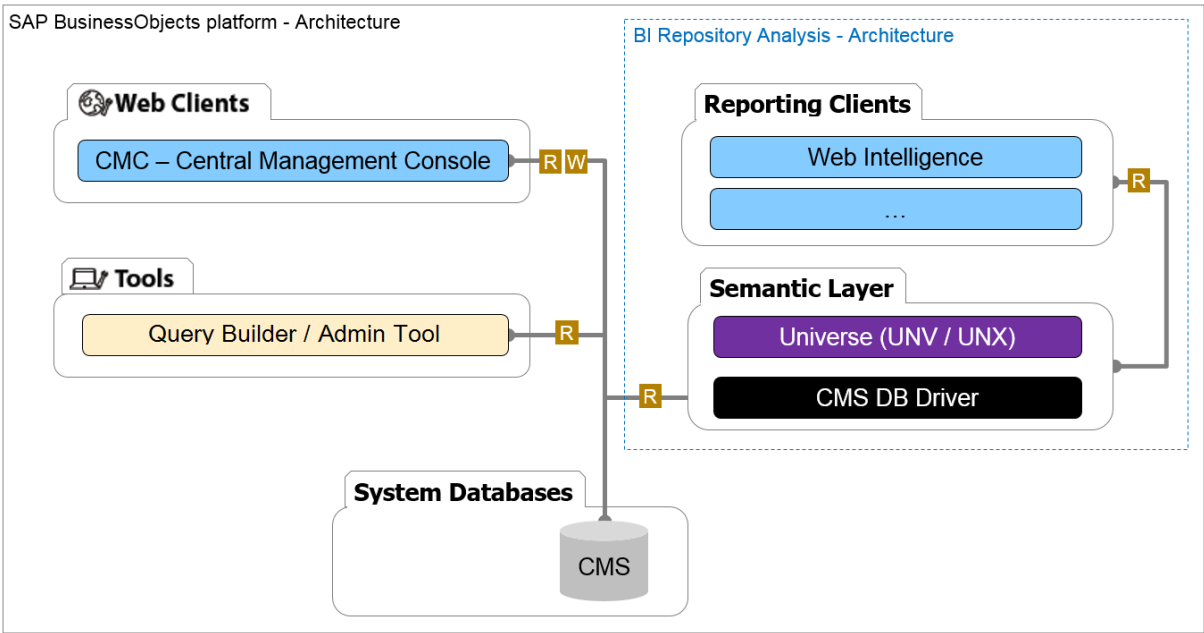 SAP BusinessObjects platform - Architecture
BI Repository Analysis - Architecture
Web Clients
CMC – Central Management Console
R W
Tools
Query Builder / Admin Tool
R
Reporting Clients
Web Intelligence
...
R
Semantic Layer
Universe (UNV / UNX)
CMS DB Driver
R
System Databases
CMS